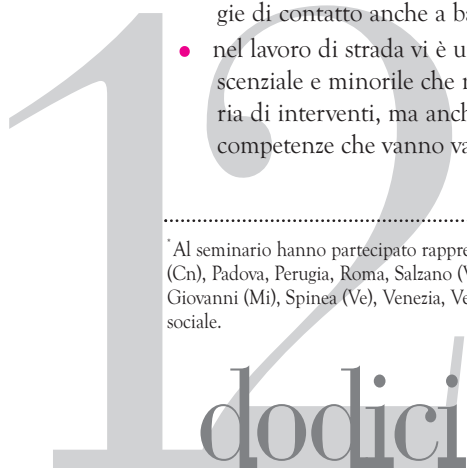 gie di contatto anche a ba
• nel lavoro di strada vi è u
scenziale e minorile che
ria di interventi, ma anch
competenze che vanno va
*Al seminario hanno partecipato rappre
(Cn), Padova, Perugia, Roma, Salzano (V
Giovanni (Mi), Spinea (Ve), Venezia, Ve
sociale.
12
dodici